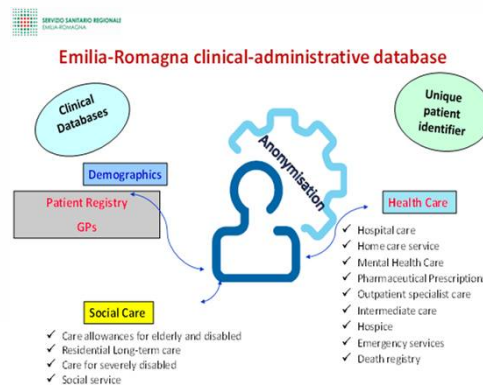 SERVIZIO SANITARIO REGIONALE
EMILIA-ROMAGNA
Emilia-Romagna clinical-administrative database
Clinical
Databases
Unique
patient
identifier
Anonymisation
Demographics
Patient Registry
GPs
Health Care
✓ Hospital care
✓ Home care service
✓ Mental Health Care
✓ Pharmaceutical Prescription
✓ Outpatient specialist care
✓ Intermediate care
✓ Hospice
✓ Emergency services
✓ Death registry
Social Care
✓ Care allowances for elderly and disabled
✓ Residential Long-term care
✓ Care for severely disabled
✓ Social service